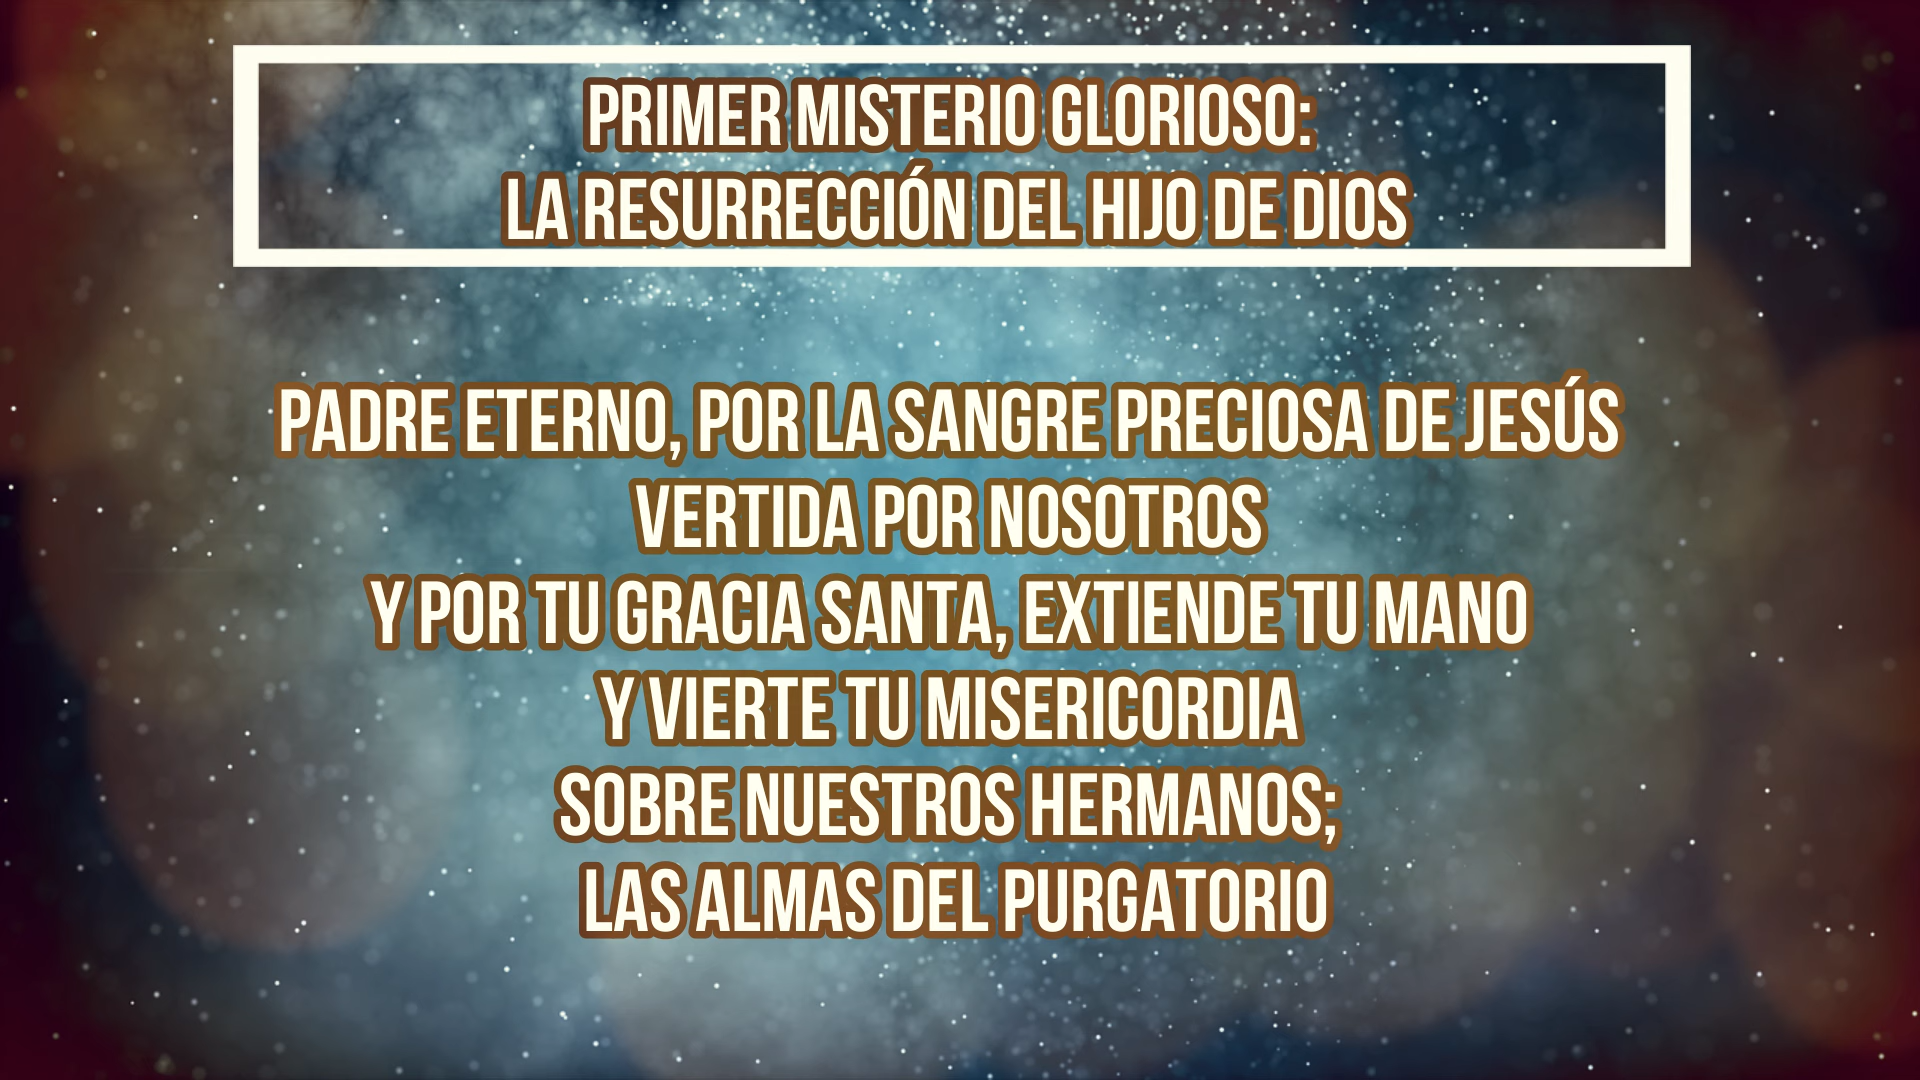 PRIMER MISTERIO GLORIOSO:
LA RESURRECCIÓN DEL HIJO DE DIOS
PADRE ETERNO, POR LA SANGRE PRECIOSA DE JESÚS
VERTIDA POR NOSOTROS
Y POR TU GRACIA SANTA, EXTIENDE TU MANO
Y VIERTE TU MISERICORDIA
SOBRE NUESTROS HERMANOS;
LAS ALMAS DEL PURGATORIO